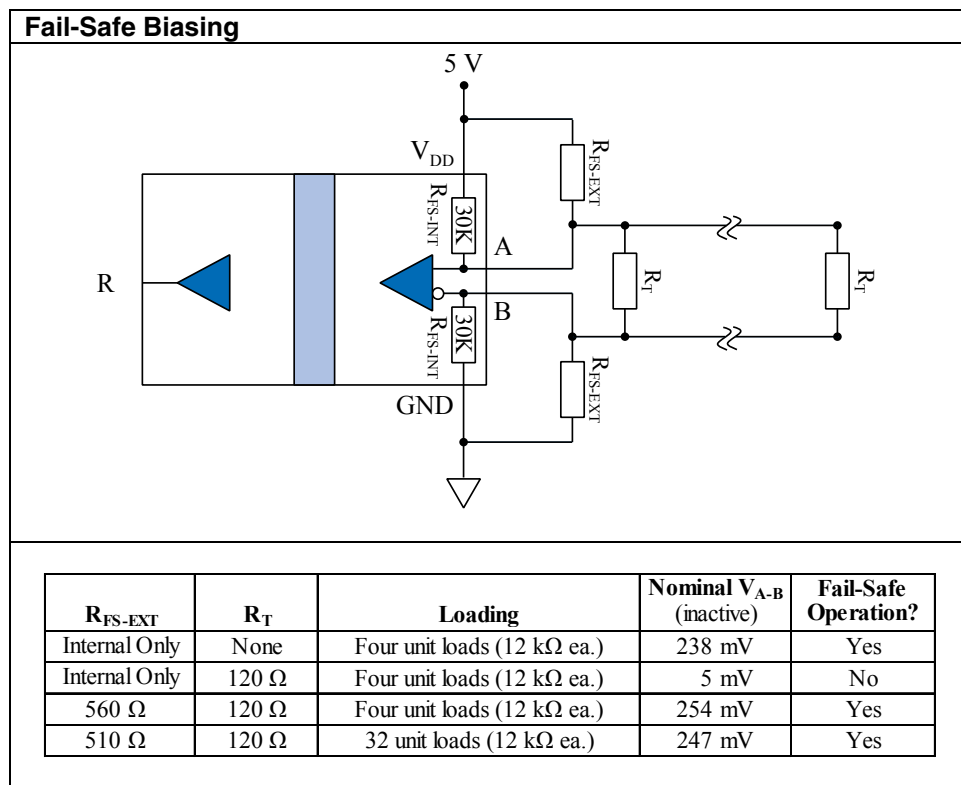 Fail-Safe Biasing
5 V
V_DD
R_FS-EXT
R_FS-INT
30K
A
R
R_T
R_T
B
R_FS-INT
30K
R_FS-EXT
GND
R_FS-EXT R_T Loading Nominal V_A-B (inactive) Fail-Safe Operation?
Internal Only None Four unit loads (12 kΩ ea.) 238 mV Yes
Internal Only 120 Ω Four unit loads (12 kΩ ea.) 5 mV No
560 Ω 120 Ω Four unit loads (12 kΩ ea.) 254 mV Yes
510 Ω 120 Ω 32 unit loads (12 kΩ ea.) 247 mV Yes